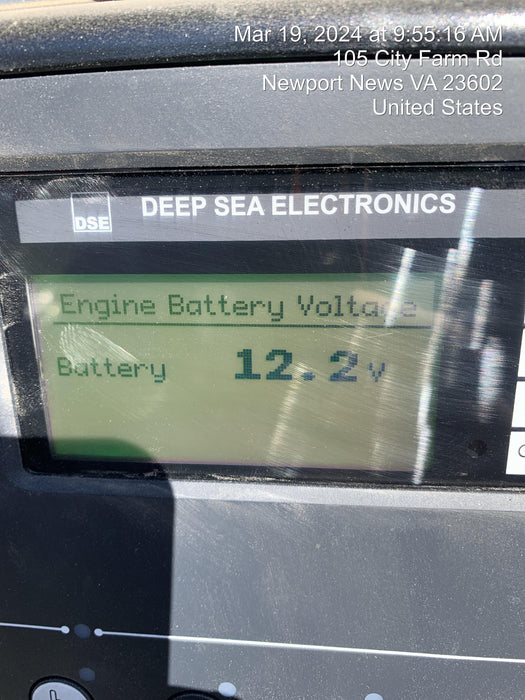 Mar 19, 2024 at 9:55:16 AM
105 City Farm Rd
Newport News VA 23602
United States
DSE DEEP SEA ELECTRONICS
Engine Battery Voltage
Battery 12.2v